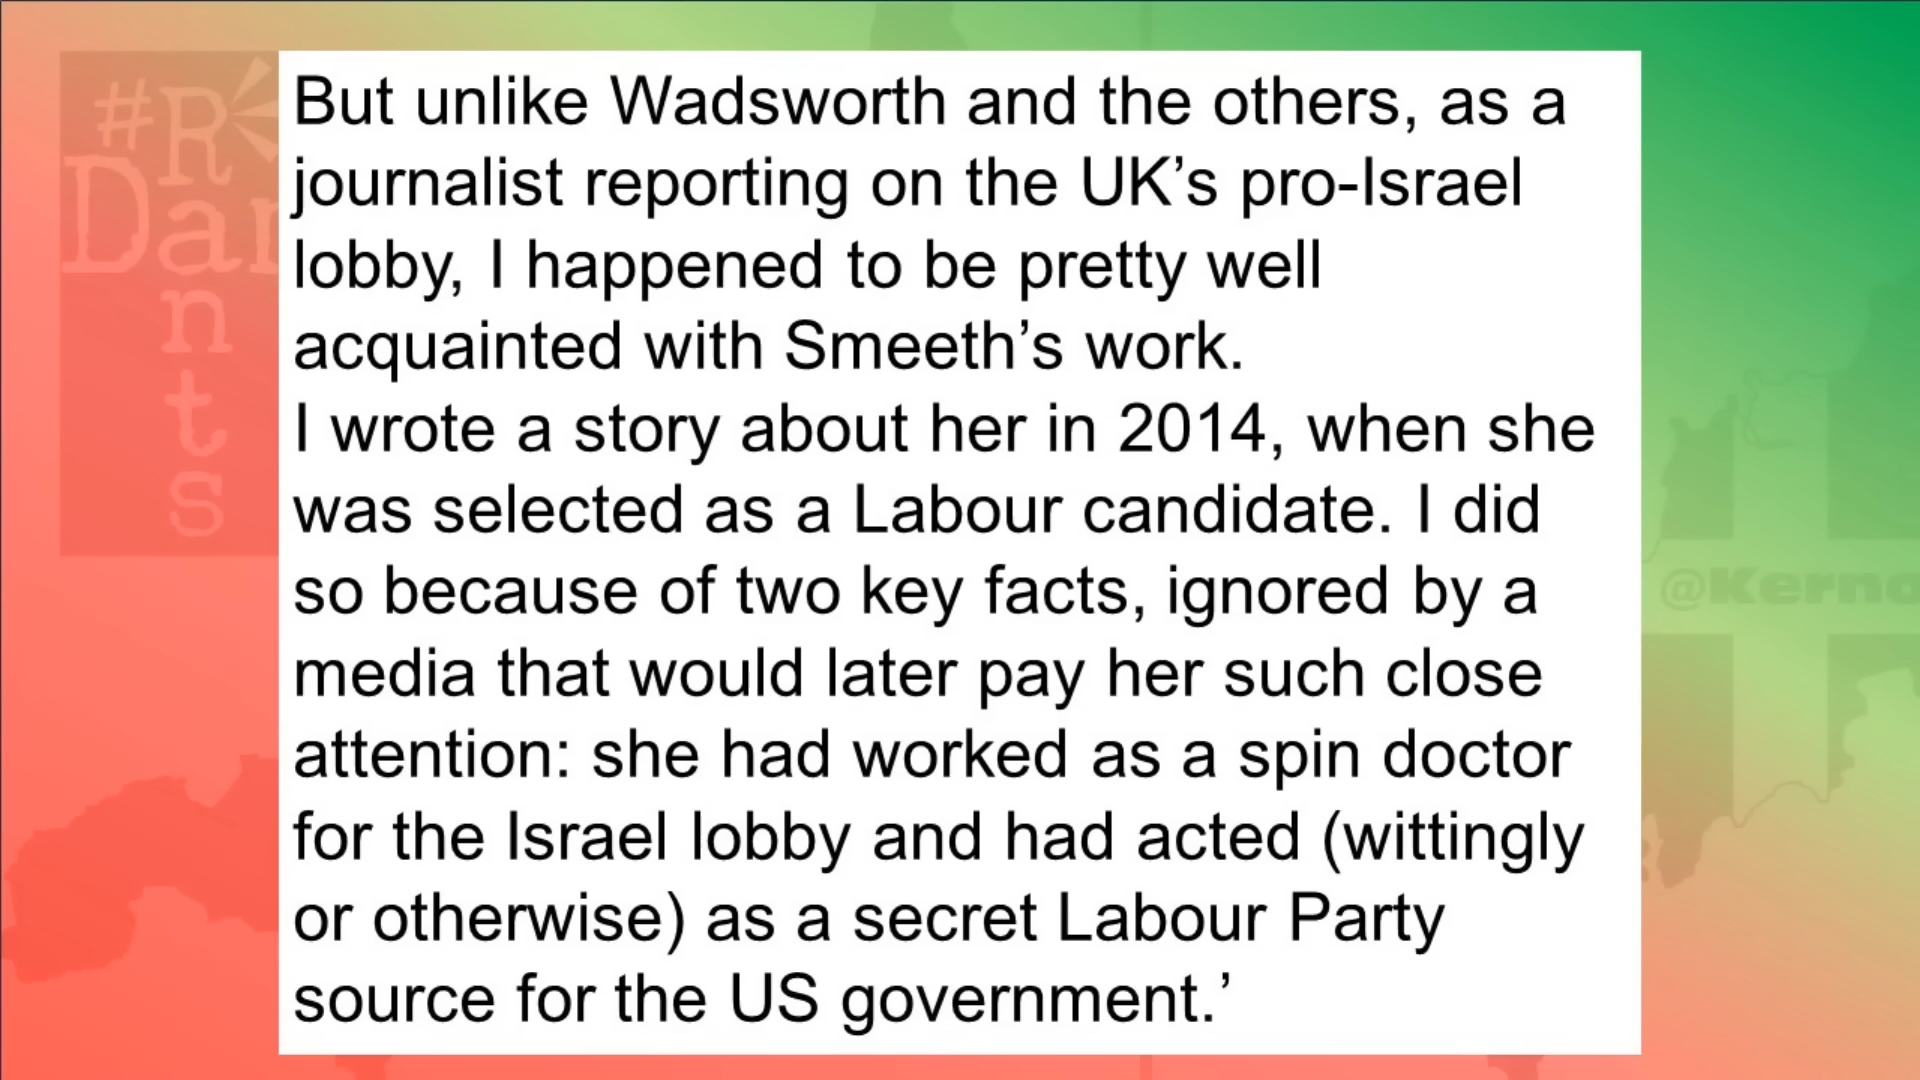 #R
Dan
n
t
s
But unlike Wadsworth and the others, as a
journalist reporting on the UK’s pro-Israel
lobby, I happened to be pretty well
acquainted with Smeeth’s work.
I wrote a story about her in 2014, when she
was selected as a Labour candidate. I did
so because of two key facts, ignored by a
media that would later pay her such close
attention: she had worked as a spin doctor
for the Israel lobby and had acted (wittingly
or otherwise) as a secret Labour Party
source for the US government.’
@Kerno